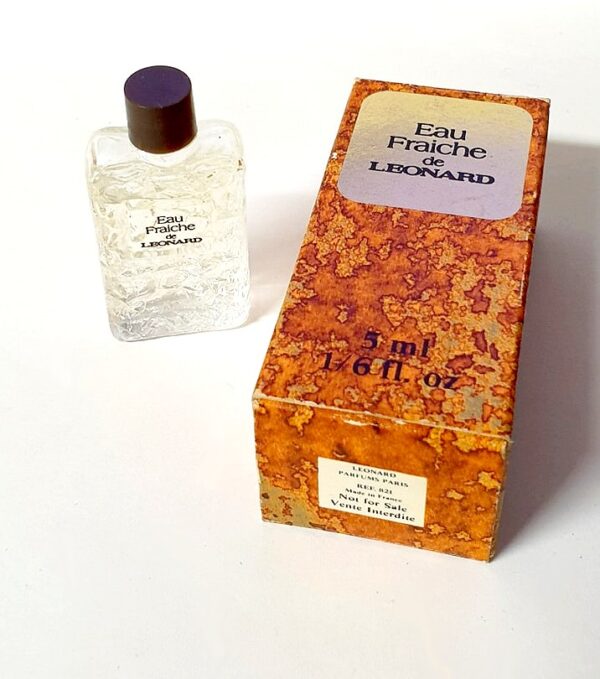 Eau
Fraiche
de
LEONARD
Eau
Fraiche
de
LEONARD
5 ml
1/6 fl. oz
LEONARD
PARFUMS PARIS
REF. 821
Made in France
Not for Sale
Vente Interdite